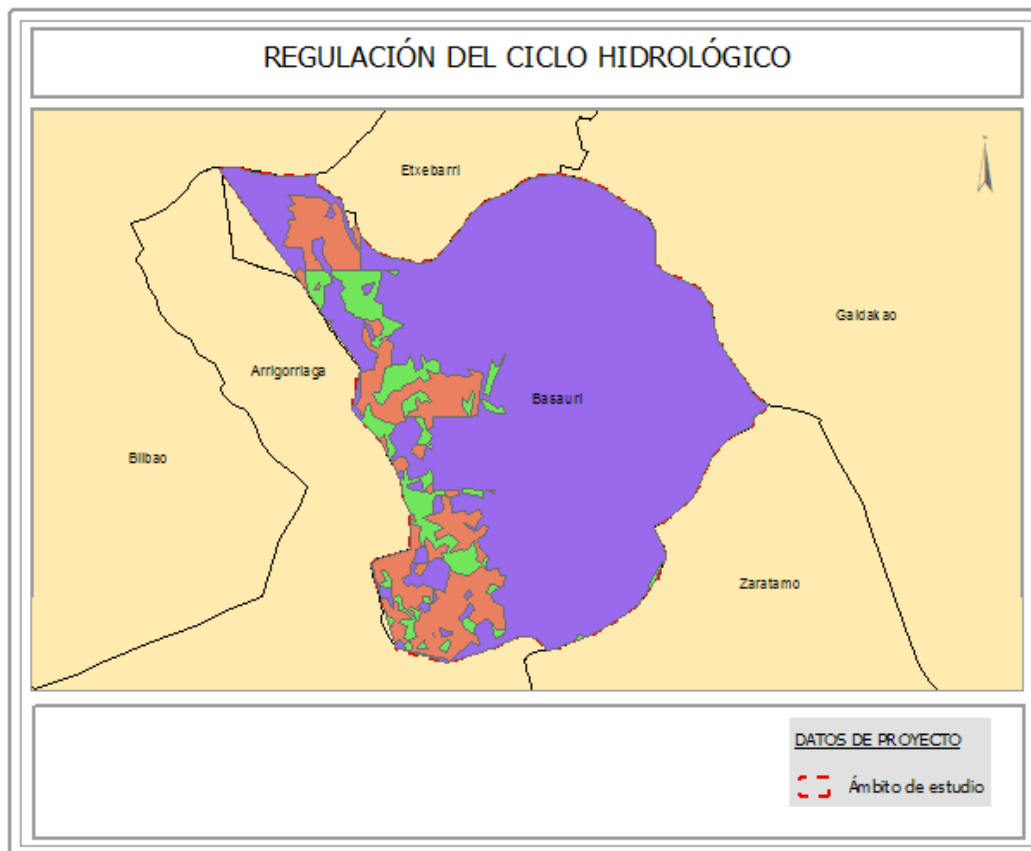 REGULACIÓN DEL CICLO HIDROLÓGICO
Etxebarri
Galdakao
Arrigorriaga
Basauri
Bilbao
Zaratamo
DATOS DE PROYECTO
Ámbito de estudio